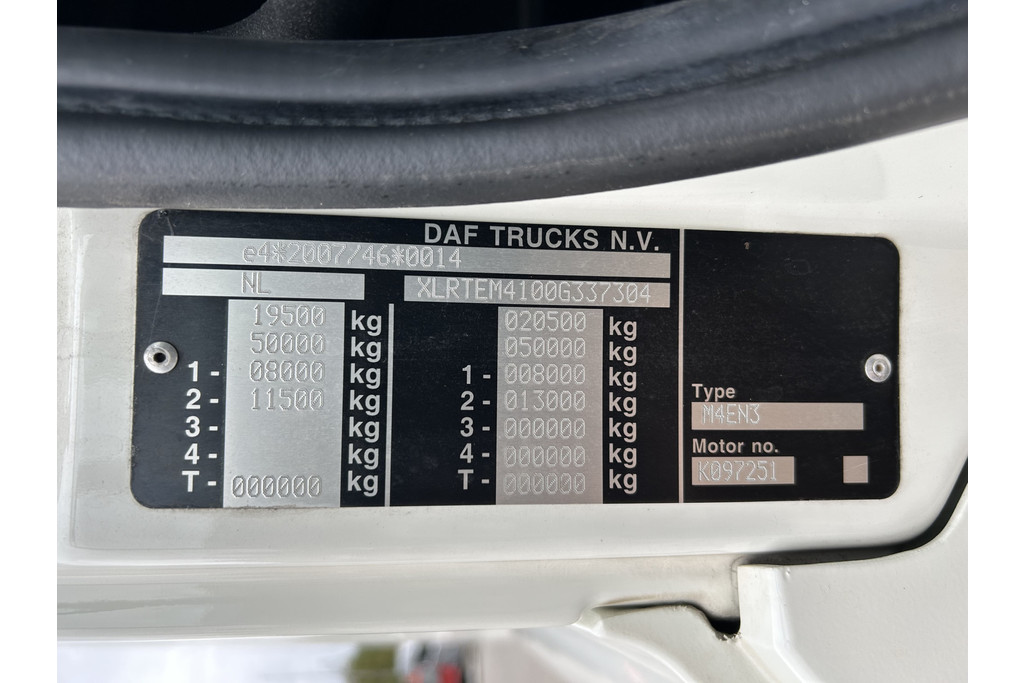 DAF TRUCKS N.V.
e4*2007/46*0014
NL XLRTEM4100G337304
19500 kg 020500 kg
50000 kg 050000 kg
1 - 08000 kg 1 - 008000 kg
2 - 11500 kg 2 - 013000 kg
3 - kg 3 - 000000 kg
4 - kg 4 - 000000 kg
T - 000000 kg T - 000000 kg
Type
M4EN3
Motor no.
K097251